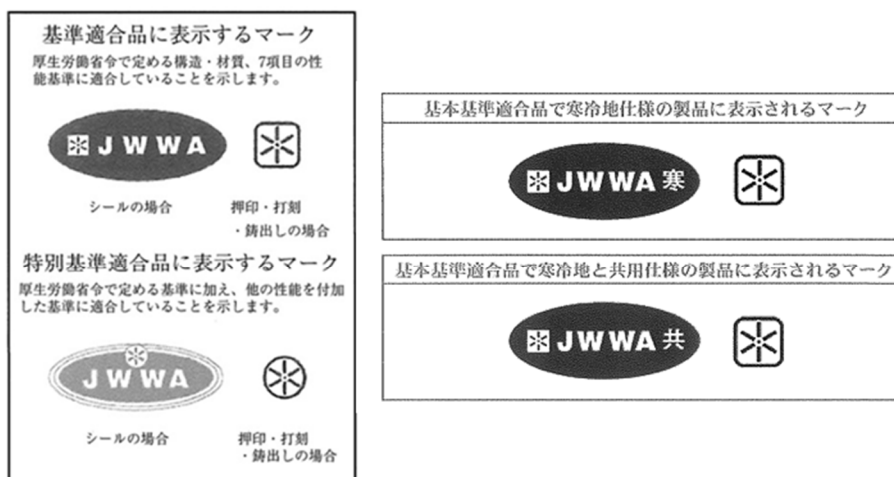 基準適合品に表示するマーク
厚生労働省令で定める構造・材質、7項目の性
能基準に適合していることを示します。
JWWA
シールの場合
押印・打刻
・鋳出しの場合
特別基準適合品に表示するマーク
厚生労働省令で定める基準に加え、他の性能を付加
した基準に適合していることを示します。
JWWA
シールの場合
押印・打刻
・鋳出しの場合
基本基準適合品で寒冷地仕様の製品に表示されるマーク
JWWA 寒
基本基準適合品で寒冷地と共用仕様の製品に表示されるマーク
JWWA 共